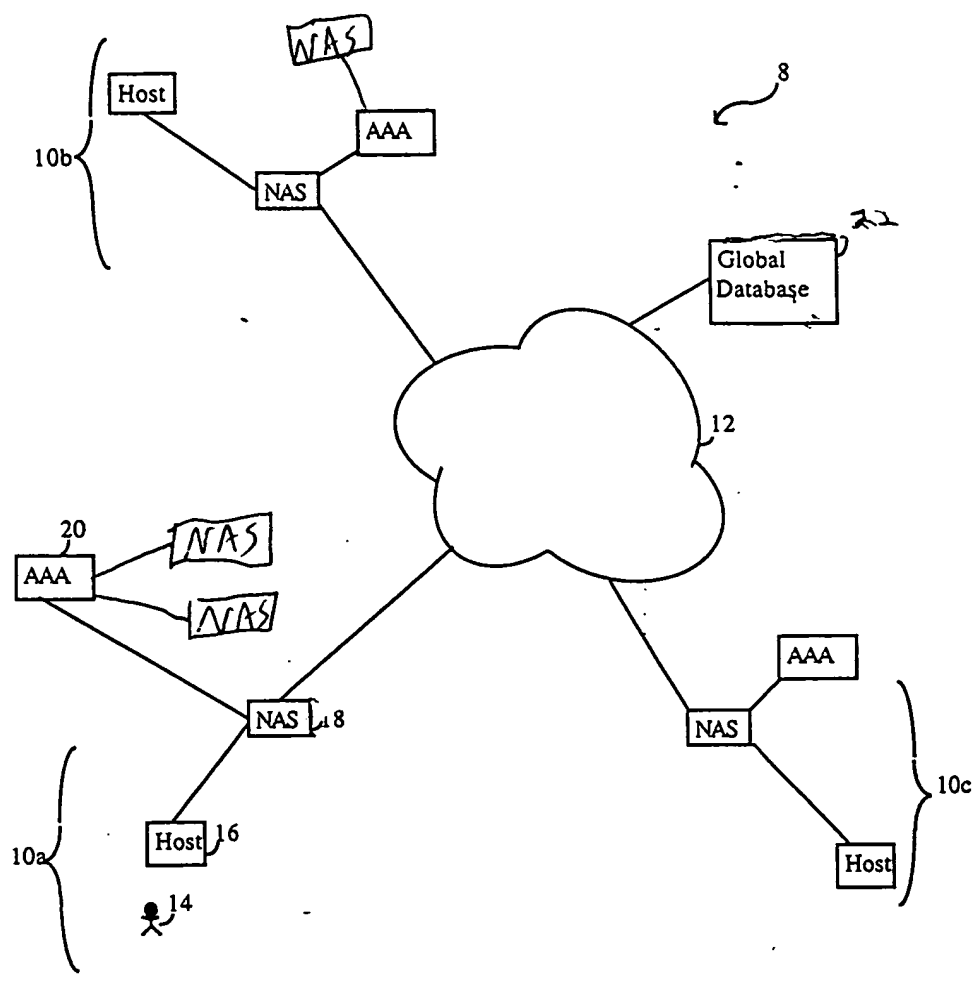 NAS
Host
8
AAA
10b
NAS
22
Global
Database
12
20
NAS
AAA
NAS
AAA
NAS
18
NAS
10c
Host
16
10a
Host
14